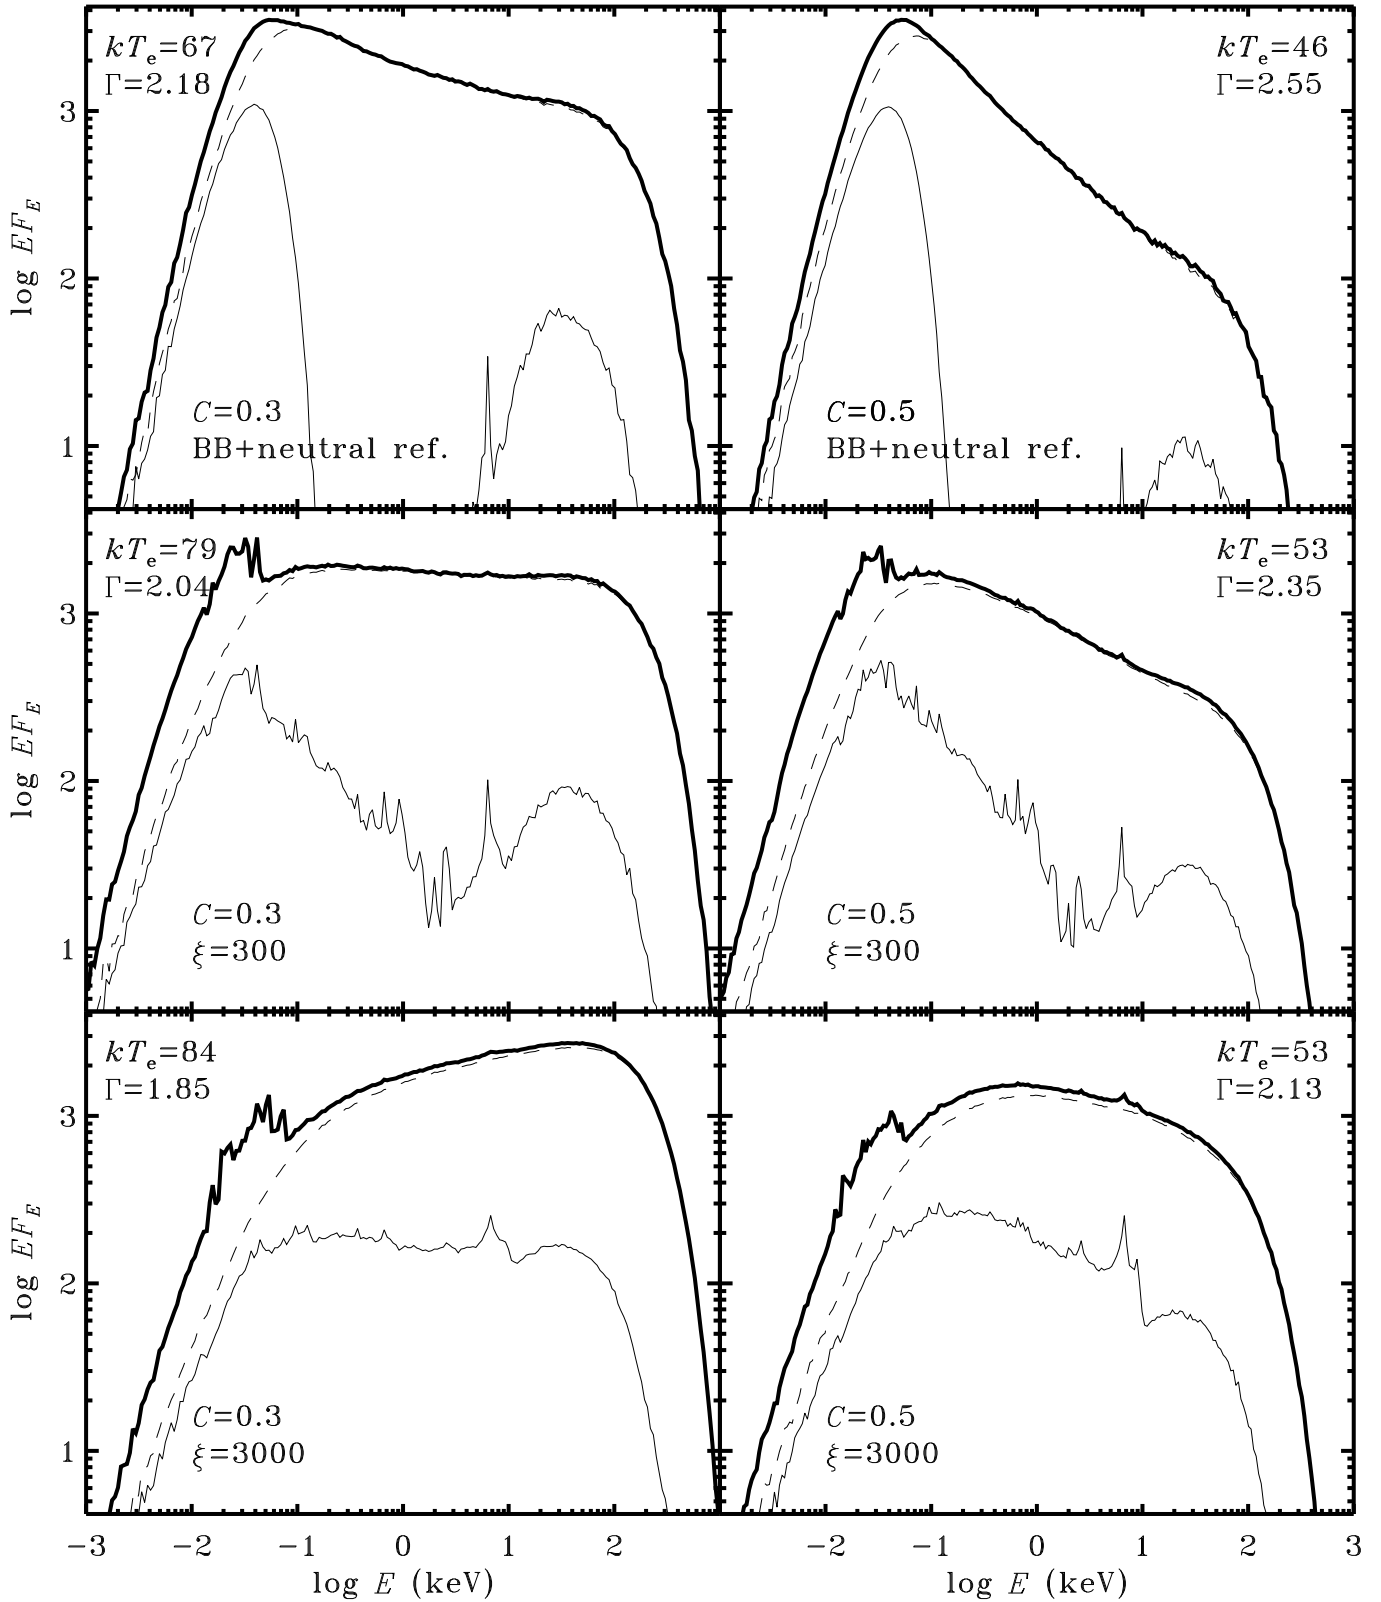 kTe=67
Γ=2.18
3
2
1
log EFE
C=0.3
BB+neutral ref.
kTe=46
Γ=2.55
C=0.5
BB+neutral ref.
kTe=79
Γ=2.04
3
2
1
log EFE
C=0.3
ξ=300
kTe=53
Γ=2.35
C=0.5
ξ=300
kTe=84
Γ=1.85
3
2
1
log EFE
C=0.3
ξ=3000
kTe=53
Γ=2.13
C=0.5
ξ=3000
−3 −2 −1 0 1 2 −2 −1 0 1 2 3
log E (keV) log E (keV)